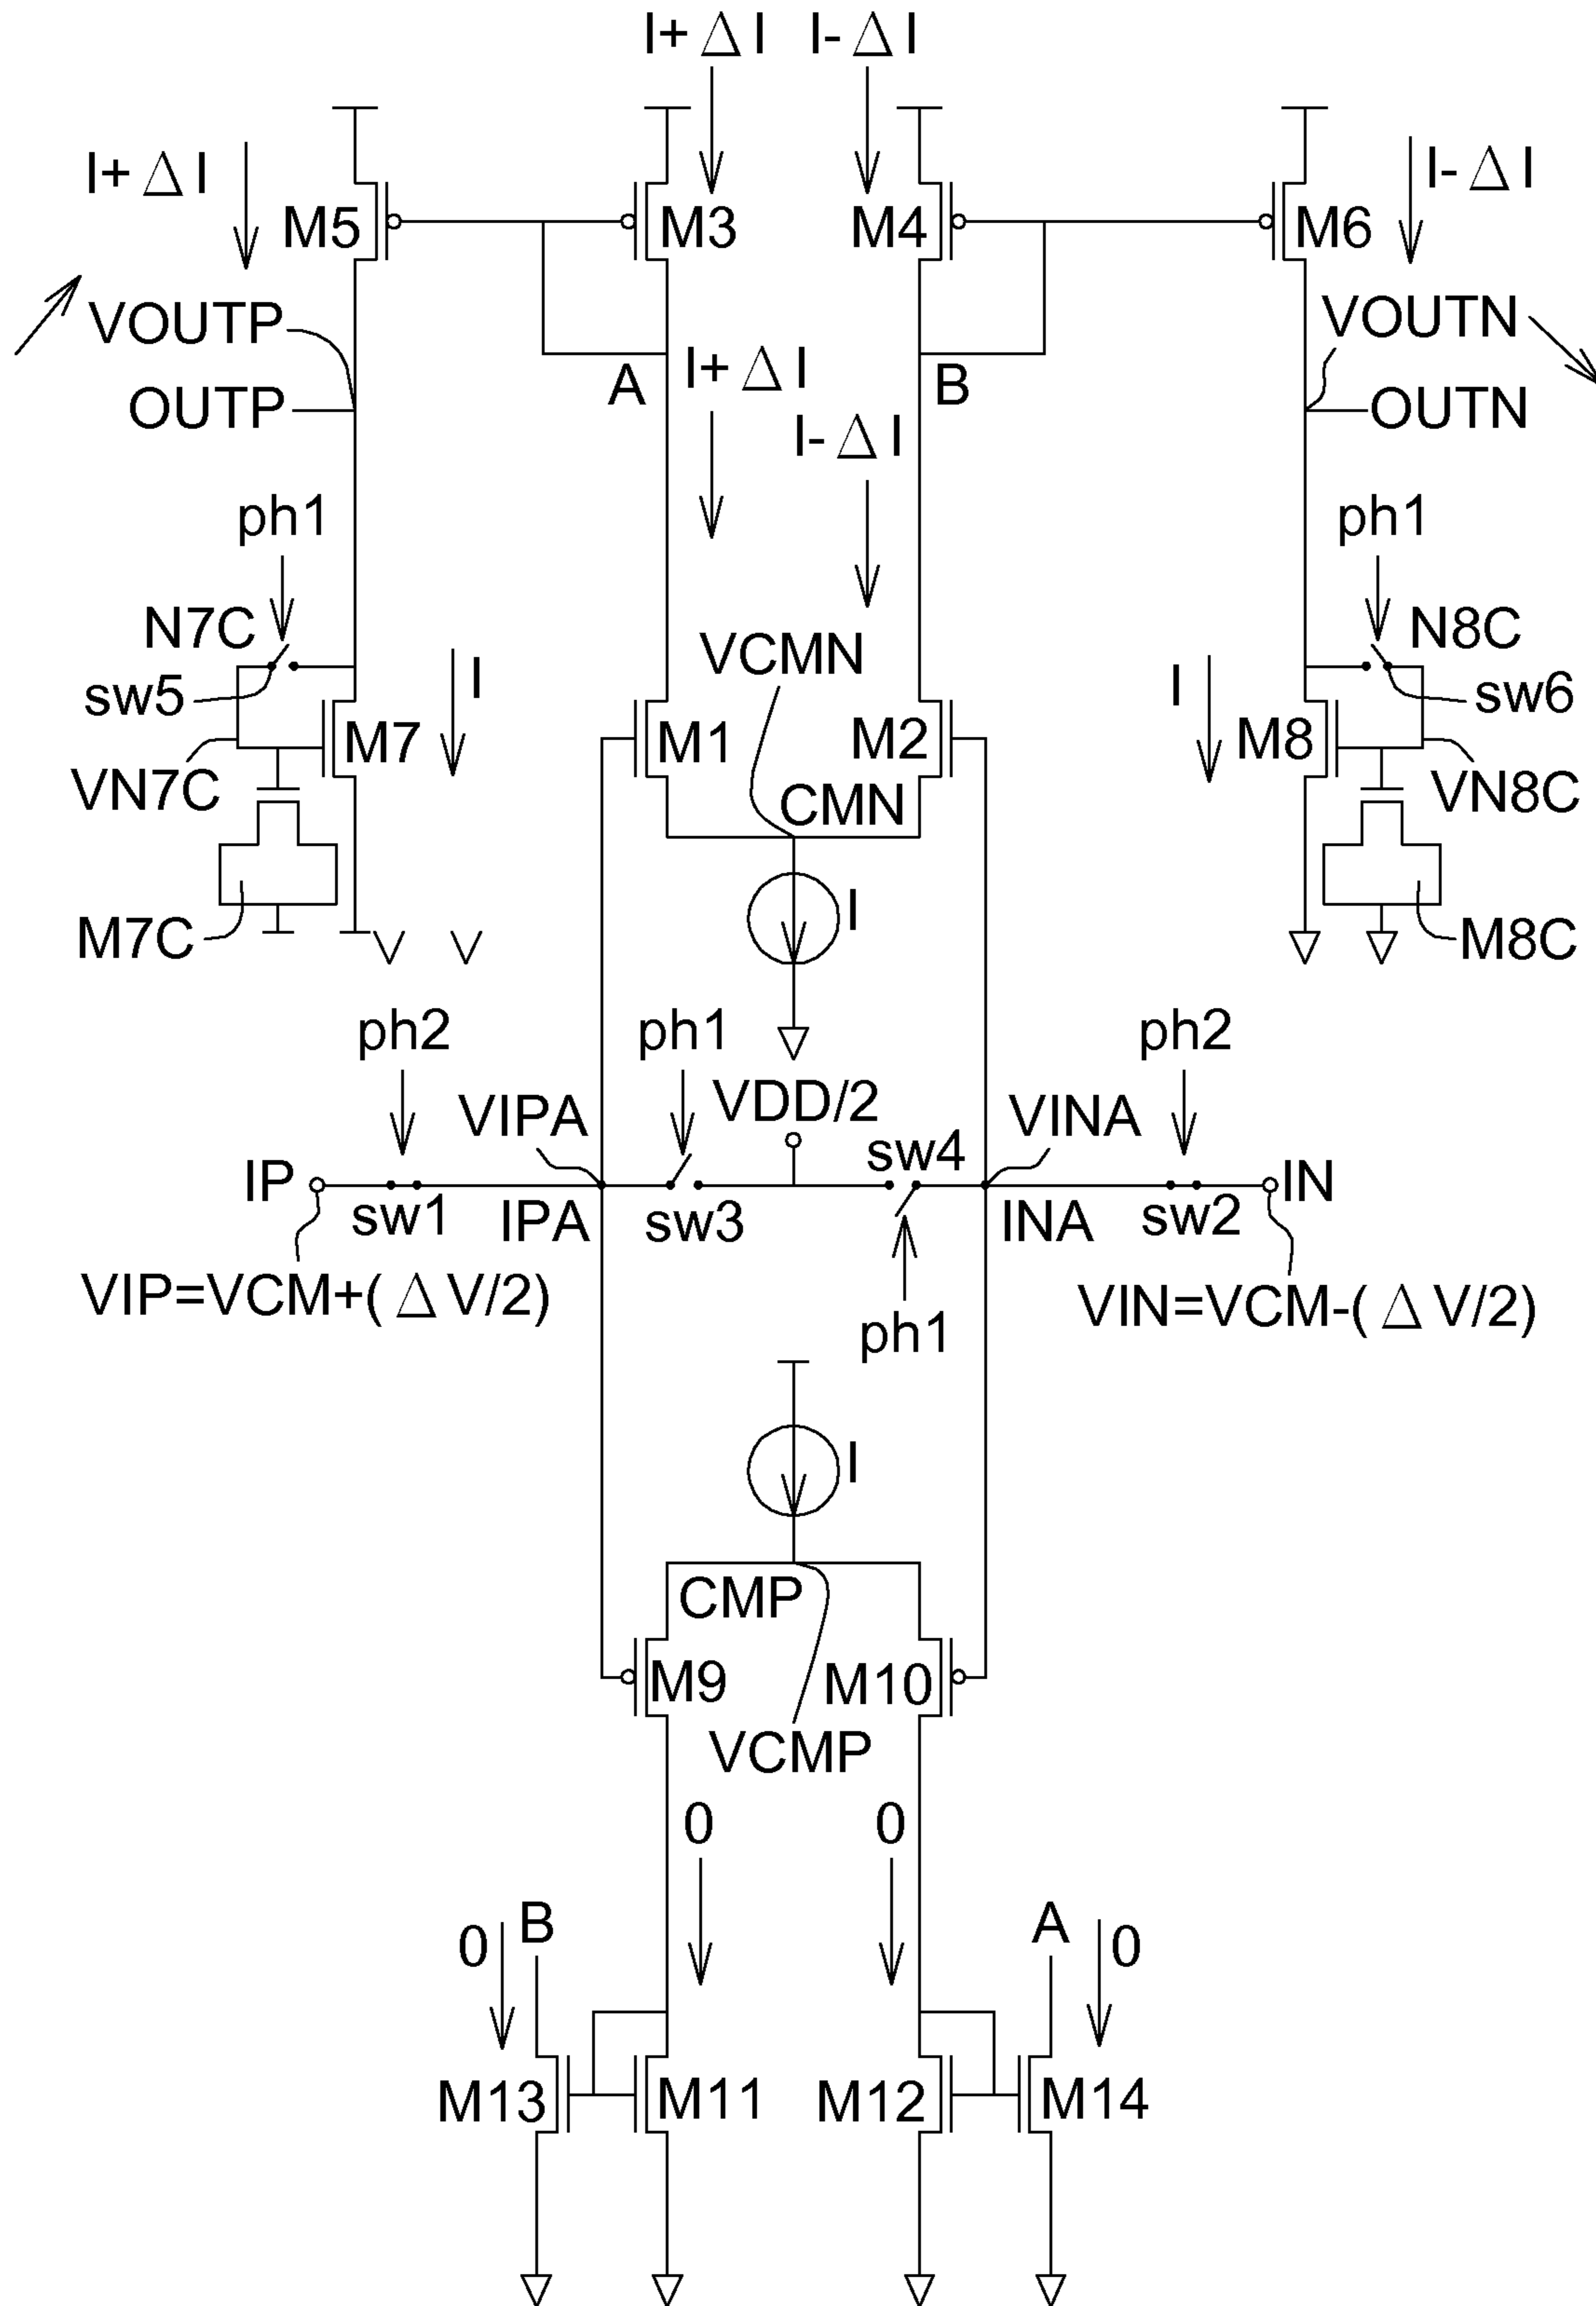 I+ΔI I-ΔI
I+ΔI I-ΔI
M5 M3 M4 M6
VOUTP VOUTN
A I+ΔI B
OUTP OUTN
I-ΔI
ph1 ph1
N7C N8C
VCMN
sw5 I I sw6
M7 M1 M2 M8
VN7C CMN VN8C
I
M7C M8C
ph2 ph1 ph2
VDD/2
VIPA VINA
sw4
IP IN
sw1 IPA sw3 INA sw2
VIP=VCM+(ΔV/2) VIN=VCM-(ΔV/2)
ph1
I
CMP
M9 M10
VCMP
0 0
0 B A 0
M13 M11 M12 M14